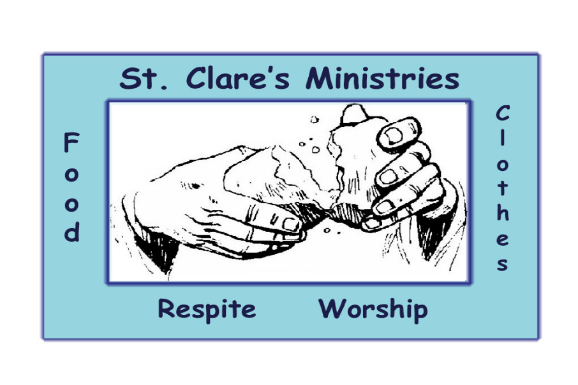 St. Clare's Ministries
Food
Clothes
Respite Worship